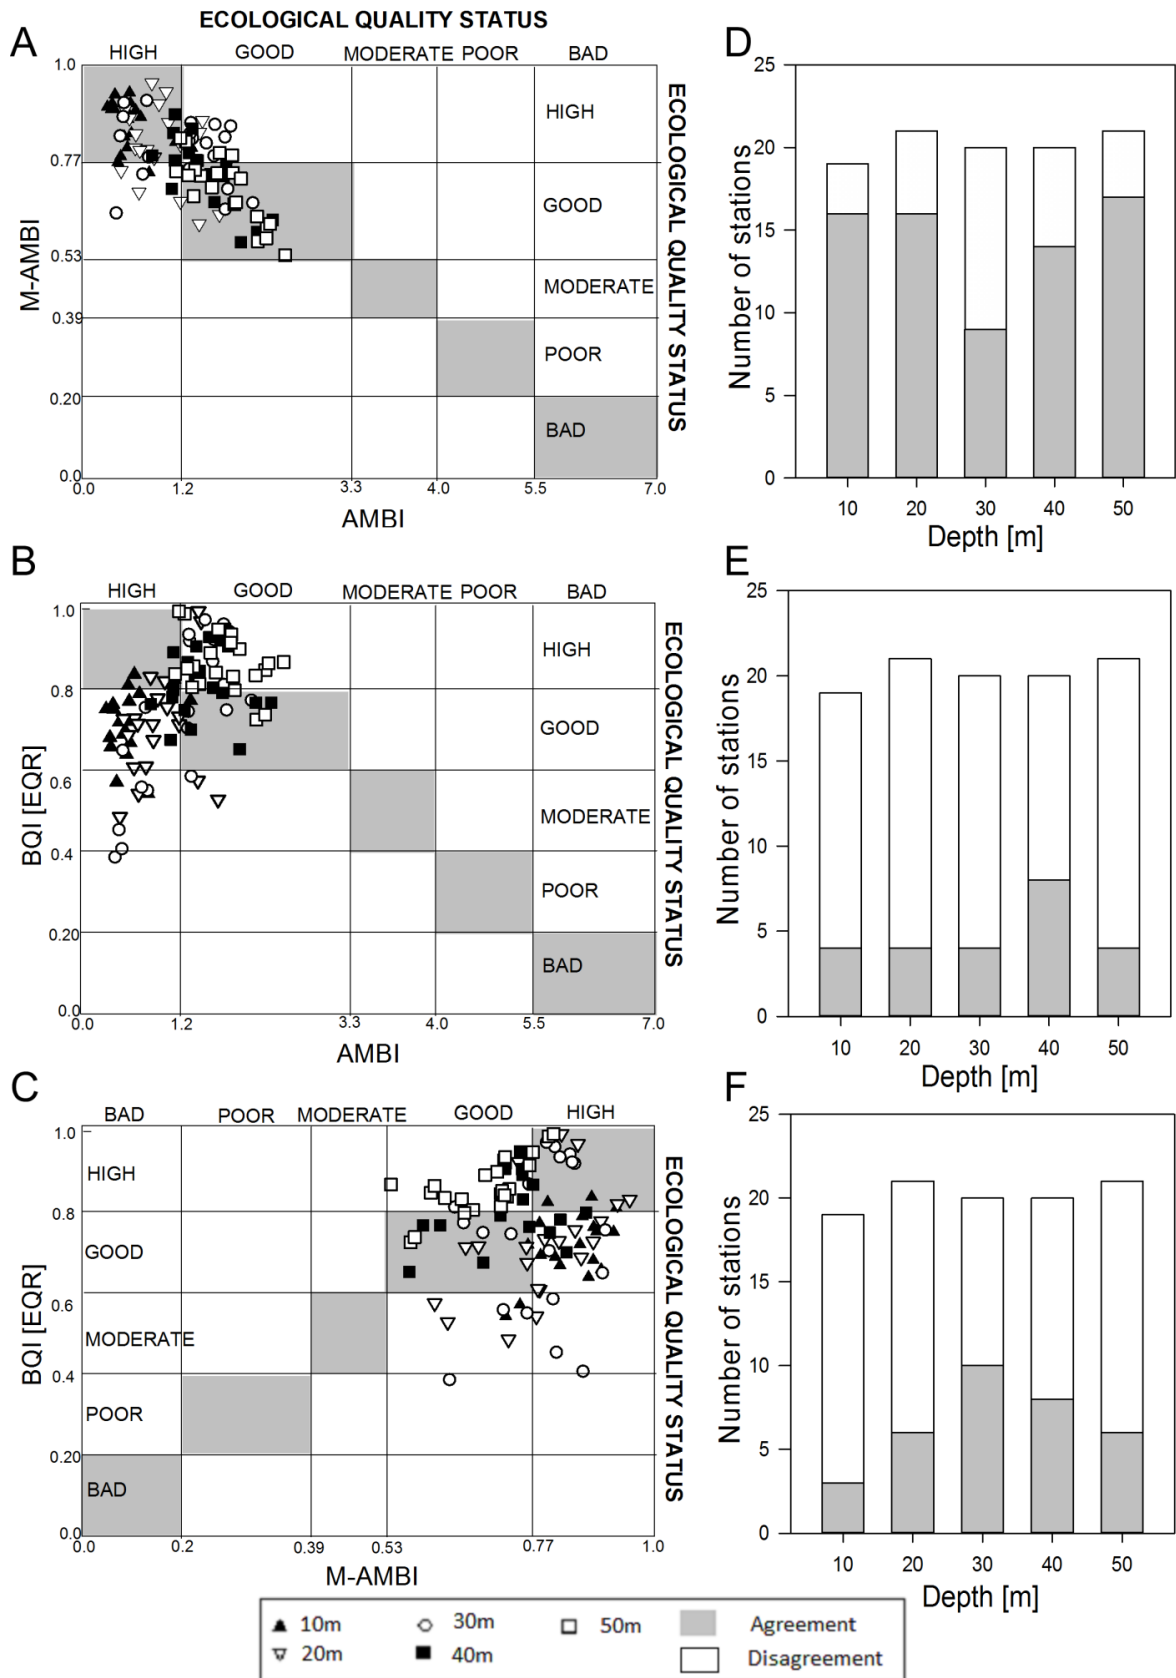 ECOLOGICAL QUALITY STATUS
A
HIGH GOOD MODERATE POOR BAD
1.0
0.77
0.53
0.39
0.20
0.0
M-AMBI
HIGH
GOOD
MODERATE
POOR
BAD
ECOLOGICAL QUALITY STATUS
0.0 1.2 3.3 4.0 5.5 7.0
AMBI
D
25
20
15
10
5
0
Number of stations
10 20 30 40 50
Depth [m]
B
HIGH GOOD MODERATE POOR BAD
1.0
0.8
0.6
0.4
0.20
0.0
BQI [EQR]
HIGH
GOOD
MODERATE
POOR
BAD
ECOLOGICAL QUALITY STATUS
0.0 1.2 3.3 4.0 5.5 7.0
AMBI
E
25
20
15
10
5
0
Number of stations
10 20 30 40 50
Depth [m]
C
BAD POOR MODERATE GOOD HIGH
1.0
0.8
0.6
0.4
0.20
0.0
BQI [EQR]
HIGH
GOOD
MODERATE
POOR
BAD
ECOLOGICAL QUALITY STATUS
0.0 0.2 0.39 0.53 0.77 1.0
M-AMBI
F
25
20
15
10
5
0
Number of stations
10 20 30 40 50
Depth [m]
10m 30m 50m Agreement
20m 40m Disagreement